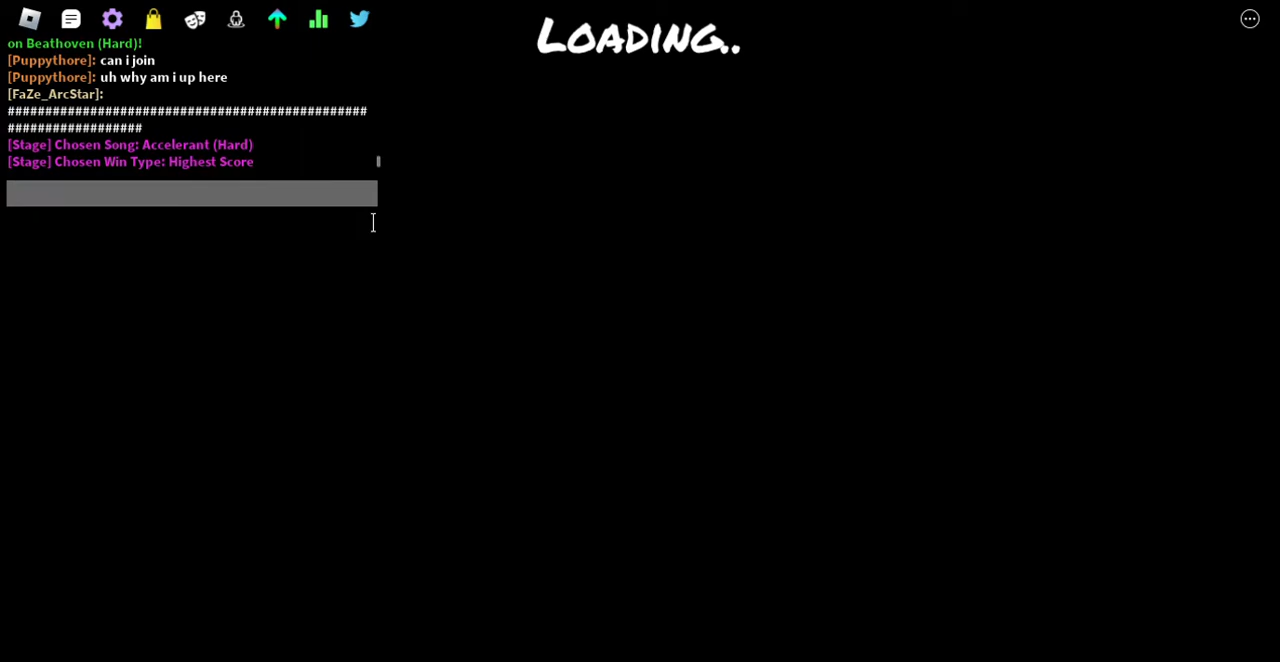 Loading..
on Beathoven (Hard)!
[Puppythore]: can i join
[Puppythore]: uh why am i up here
[FaZe_ArcStar]:
################################################
##################
[Stage] Chosen Song: Accelerant (Hard)
[Stage] Chosen Win Type: Highest Score